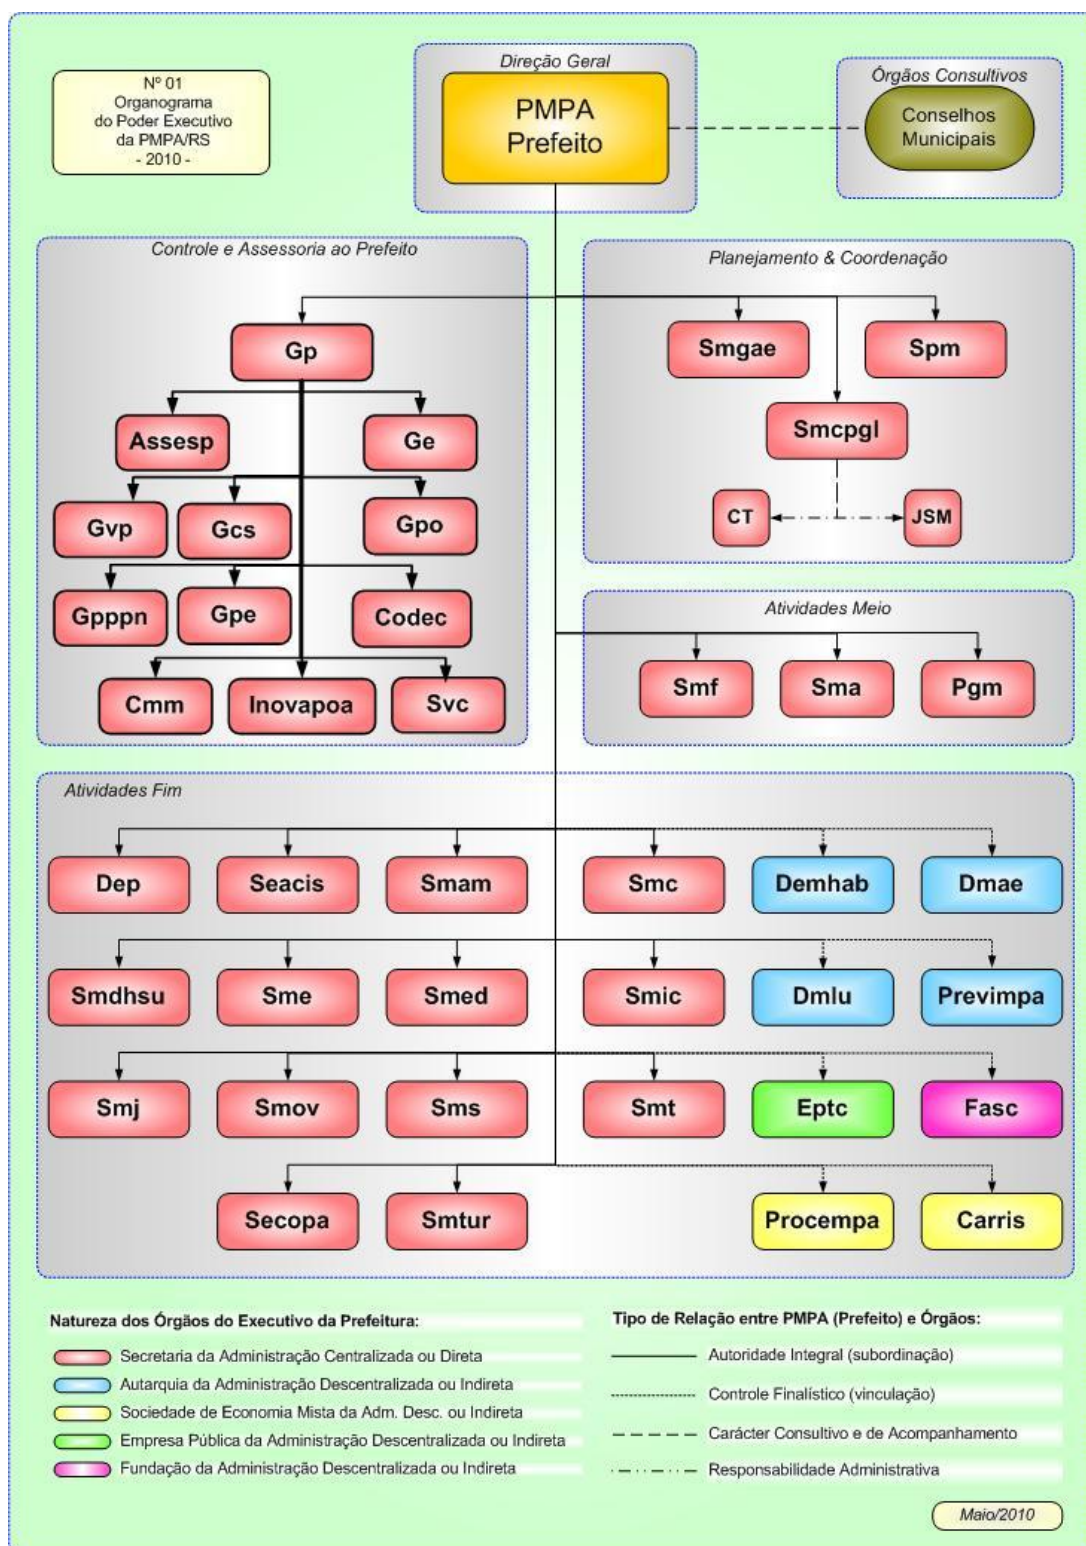 Nº 01
Organograma
do Poder Executivo
da PMPA/RS
- 2010 -
Direção Geral
PMPA
Prefeito
Órgãos Consultivos
Conselhos
Municipais
Controle e Assessoria ao Prefeito
Gp
Assesp
Ge
Gvp
Gcs
Gpo
Gpppn
Gpe
Codec
Cmm
Inovapoa
Svc
Planejamento & Coordenação
Smgae
Spm
Smcpgl
CT
JSM
Atividades Meio
Smf
Sma
Pgm
Atividades Fim
Dep
Seacis
Smam
Smc
Demhab
Dmae
Smdhsu
Sme
Smed
Smic
Dmlu
Previmpa
Smj
Smov
Sms
Smt
Eptc
Fasc
Secopa
Smtur
Procempa
Carris
Natureza dos Órgãos do Executivo da Prefeitura:
Secretaria da Administração Centralizada ou Direta
Autarquia da Administração Descentralizada ou Indireta
Sociedade de Economia Mista da Adm. Desc. ou Indireta
Empresa Pública da Administração Descentralizada ou Indireta
Fundação da Administração Descentralizada ou Indireta
Tipo de Relação entre PMPA (Prefeito) e Órgãos:
Autoridade Integral (subordinação)
Controle Finalístico (vinculação)
Carácter Consultivo e de Acompanhamento
Responsabilidade Administrativa
Maio/2010